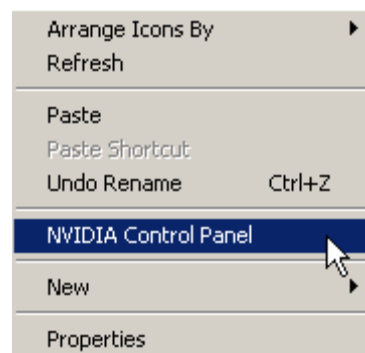 Arrange Icons By
Refresh
Paste
Paste Shortcut
Undo Rename Ctrl+Z
NVIDIA Control Panel
New
Properties